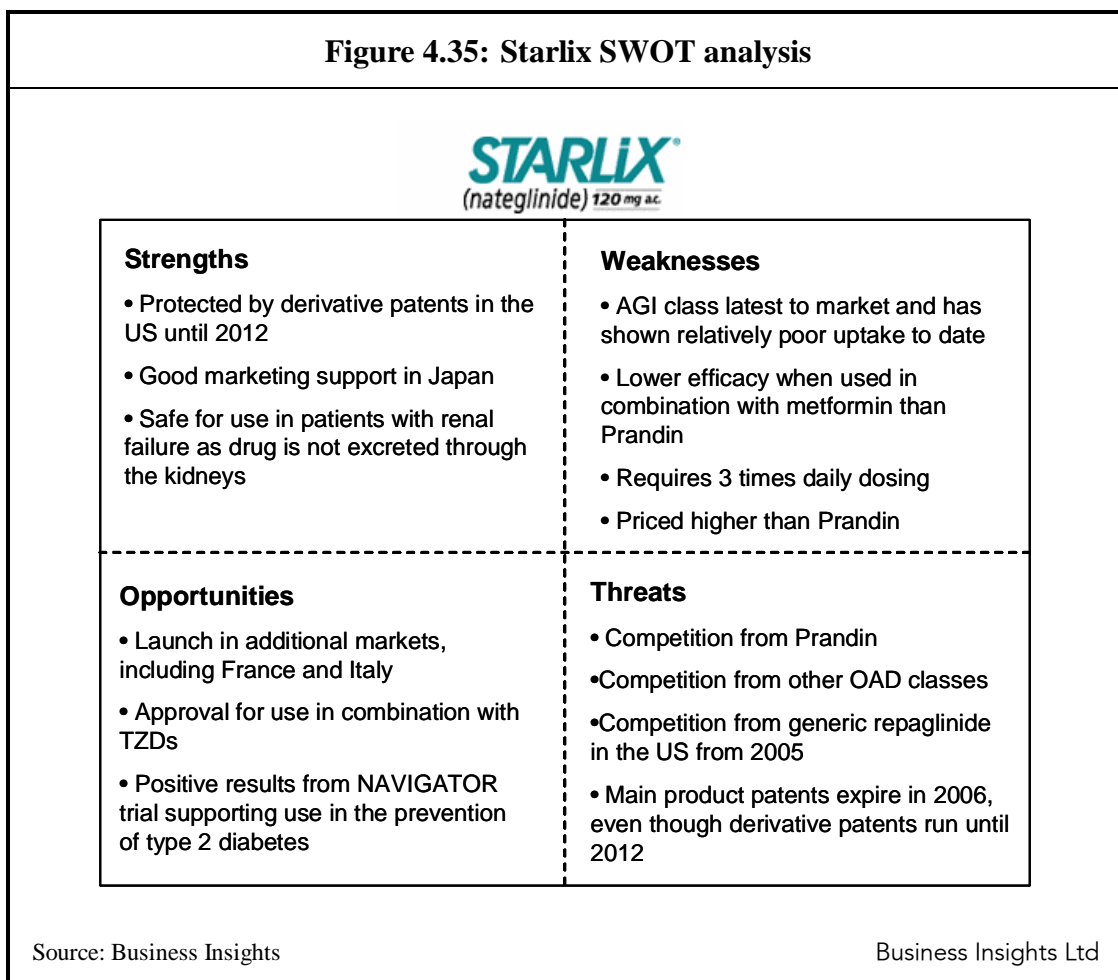 Figure 4.35: Starlix SWOT analysis
STARLiX®
(nateglinide) 120 mg a.c.
Strengths
• Protected by derivative patents in the
US until 2012
• Good marketing support in Japan
• Safe for use in patients with renal
failure as drug is not excreted through
the kidneys
Weaknesses
• AGI class latest to market and has
shown relatively poor uptake to date
• Lower efficacy when used in
combination with metformin than
Prandin
• Requires 3 times daily dosing
• Priced higher than Prandin
Opportunities
• Launch in additional markets,
including France and Italy
• Approval for use in combination with
TZDs
• Positive results from NAVIGATOR
trial supporting use in the prevention
of type 2 diabetes
Threats
• Competition from Prandin
•Competition from other OAD classes
•Competition from generic repaglinide
in the US from 2005
• Main product patents expire in 2006,
even though derivative patents run until
2012
Source: Business Insights
Business Insights Ltd